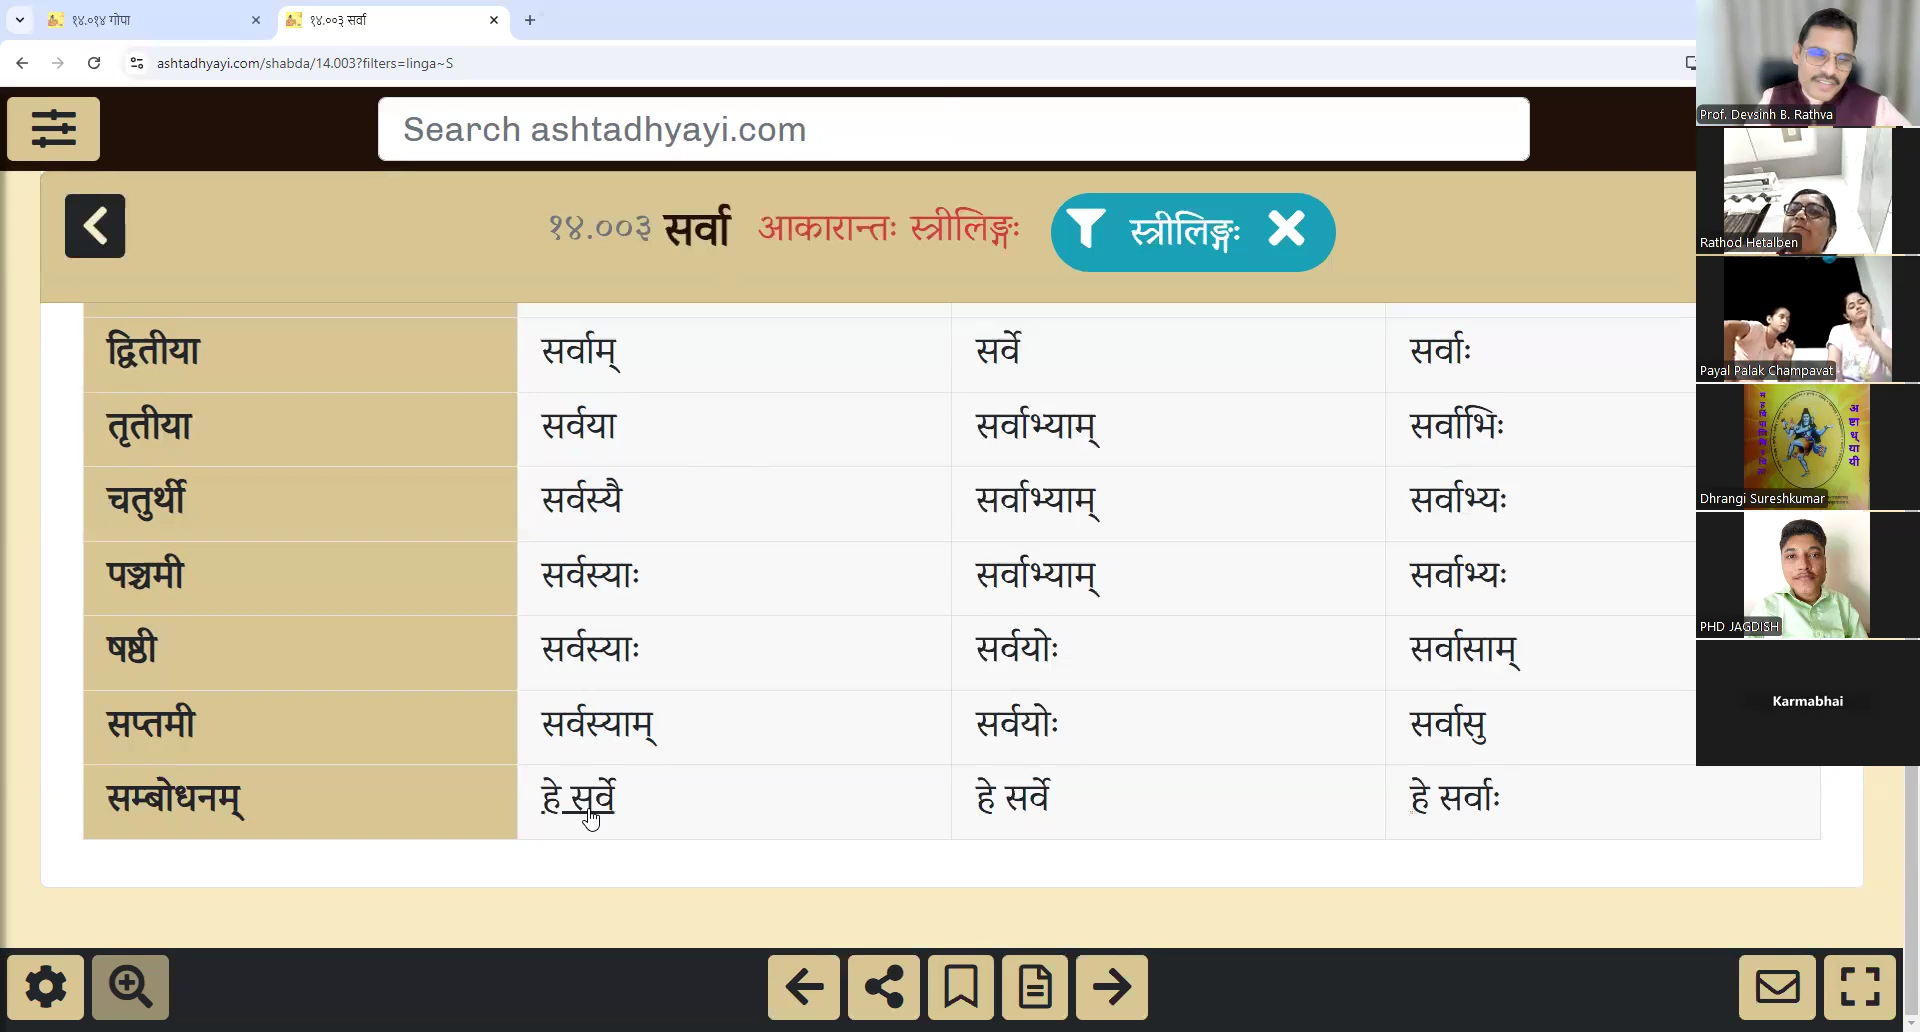 १४.०१४ गोपा
१४.००३ सर्वा
ashtadhyayi.com/shabda/14.003?filters=linga~S
Search ashtadhyayi.com
१४.००३ सर्वा आकारान्तः स्त्रीलिङ्गः स्त्रीलिङ्गः
द्वितीया सर्वाम् सर्वे सर्वाः
तृतीया सर्वया सर्वाभ्याम् सर्वाभिः
चतुर्थी सर्वस्यै सर्वाभ्याम् सर्वाभ्यः
पञ्चमी सर्वस्याः सर्वाभ्याम् सर्वाभ्यः
षष्ठी सर्वस्याः सर्वयोः सर्वासाम्
सप्तमी सर्वस्याम् सर्वयोः सर्वासु
सम्बोधनम् हे सर्वे हे सर्वे हे सर्वाः
Prof. Devsinh B. Rathva
Rathod Hetalben
Payal Palak Champavat
अष्टाध्यायी
Dhrangi Sureshkumar
PHD JAGDISH
Karmabhai